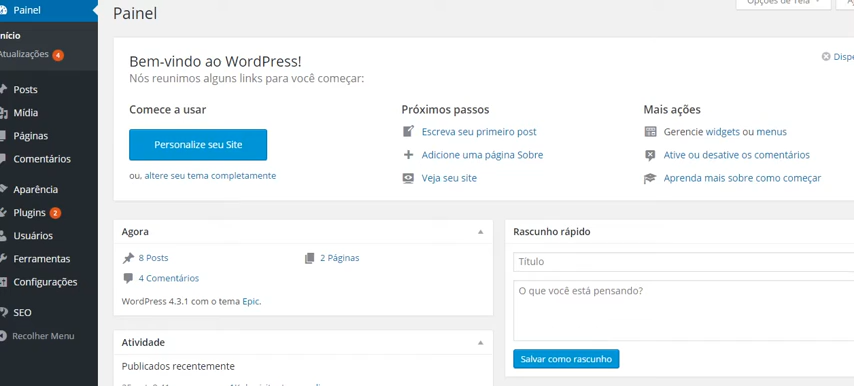 Painel
Opções de Tela
Painel
Início
Atualizações 4
Posts
Mídia
Páginas
Comentários
Aparência
Plugins 2
Usuários
Ferramentas
Configurações
SEO
Recolher Menu
Bem-vindo ao WordPress!
Nós reunimos alguns links para você começar:
Comece a usar
Personalize seu Site
ou, altere seu tema completamente
Próximos passos
Escreva seu primeiro post
Adicione uma página Sobre
Veja seu site
Mais ações
Gerencie widgets ou menus
Ative ou desative os comentários
Aprenda mais sobre como começar
Agora
8 Posts
2 Páginas
4 Comentários
WordPress 4.3.1 com o tema Epic.
Atividade
Publicados recentemente
Rascunho rápido
Título
O que você está pensando?
Salvar como rascunho